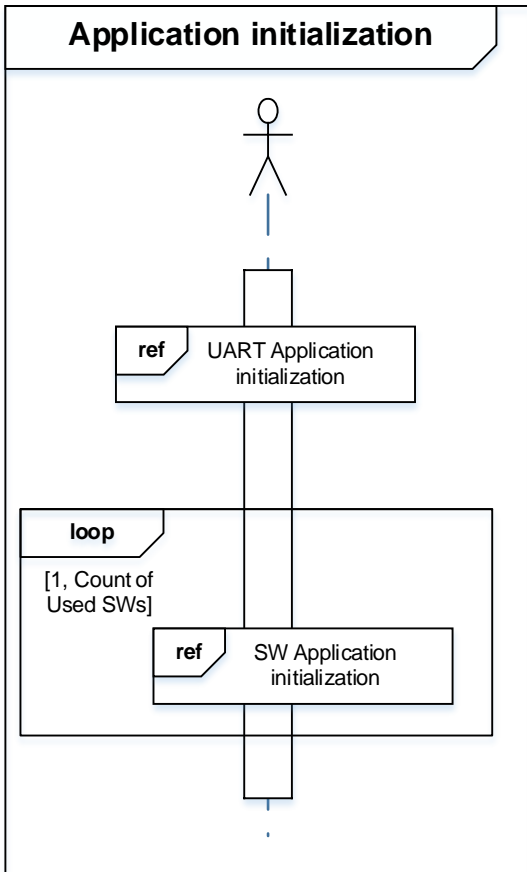 Application initialization
ref
UART Application
initialization
loop
[1, Count of
Used SWs]
ref
SW Application
initialization